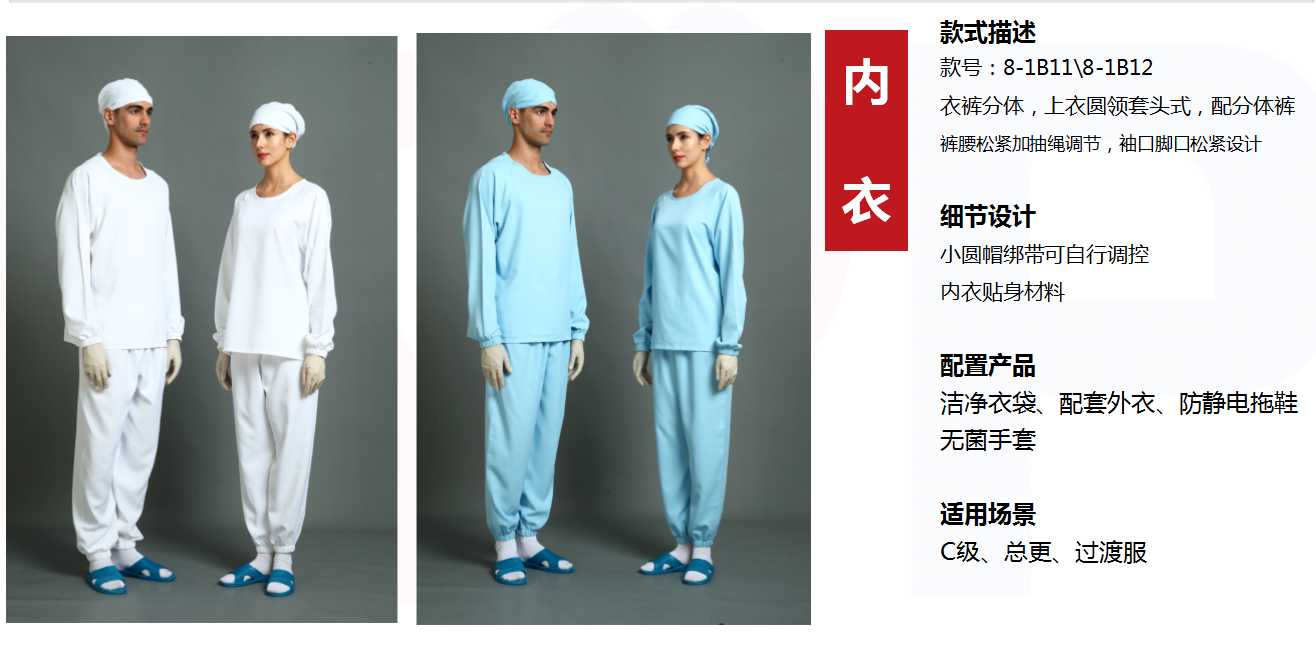 内
衣
款式描述
款号：8-1B11\8-1B12
衣裤分体，上衣圆领套头式，配分体裤
裤腰松紧加抽绳调节，袖口脚口松紧设计
细节设计
小圆帽绑带可自行调控
内衣贴身材料
配置产品
洁净衣袋、配套外衣、防静电拖鞋
无菌手套
适用场景
C级、总更、过渡服